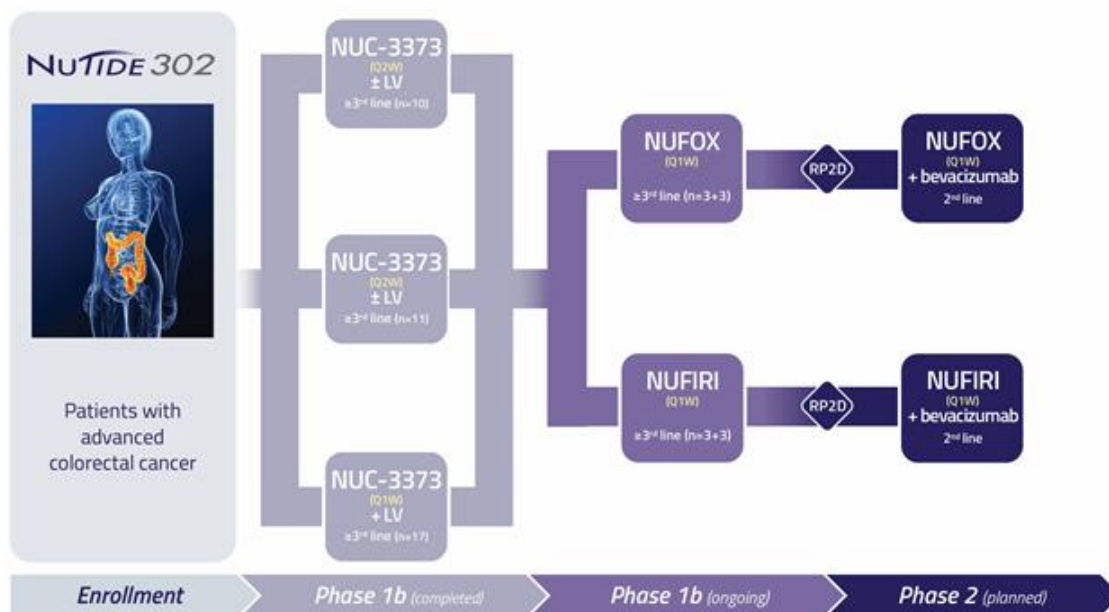 NUTIDE 302
Patients with
advanced
colorectal cancer
NUC-3373
(Q2W)
± LV
≥3rd line (n=10)
NUC-3373
(Q2W)
± LV
≥3rd line (n=11)
NUC-3373
(Q1W)
+ LV
≥3rd line (n=17)
NUFOX
(Q1W)
≥3rd line (n=3+3)
RP2D
NUFOX
(Q1W)
+ bevacizumab
2nd line
NUFIRI
(Q1W)
≥3rd line (n=3+3)
RP2D
NUFIRI
(Q1W)
+ bevacizumab
2nd line
Enrollment
Phase 1b (completed)
Phase 1b (ongoing)
Phase 2 (planned)